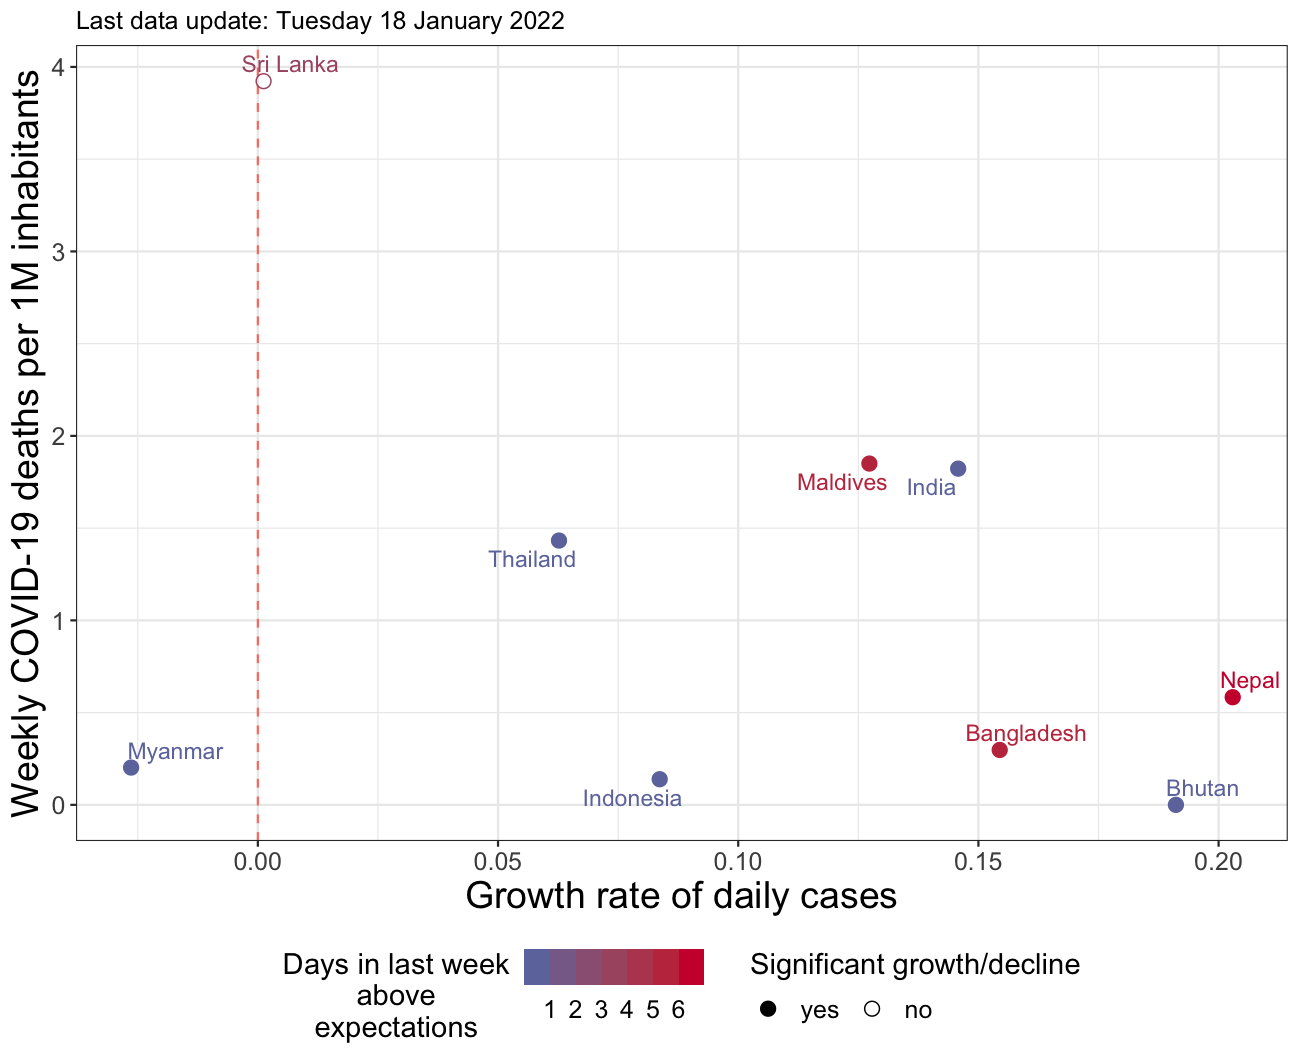 Last data update: Tuesday 18 January 2022
Weekly COVID-19 deaths per 1M inhabitants
4
3
2
1
0
Sri Lanka
Maldives
India
Thailand
Nepal
Bangladesh
Myanmar
Bhutan
Indonesia
0.00 0.05 0.10 0.15 0.20
Growth rate of daily cases
Days in last week
above
expectations
1 2 3 4 5 6
Significant growth/decline
yes no